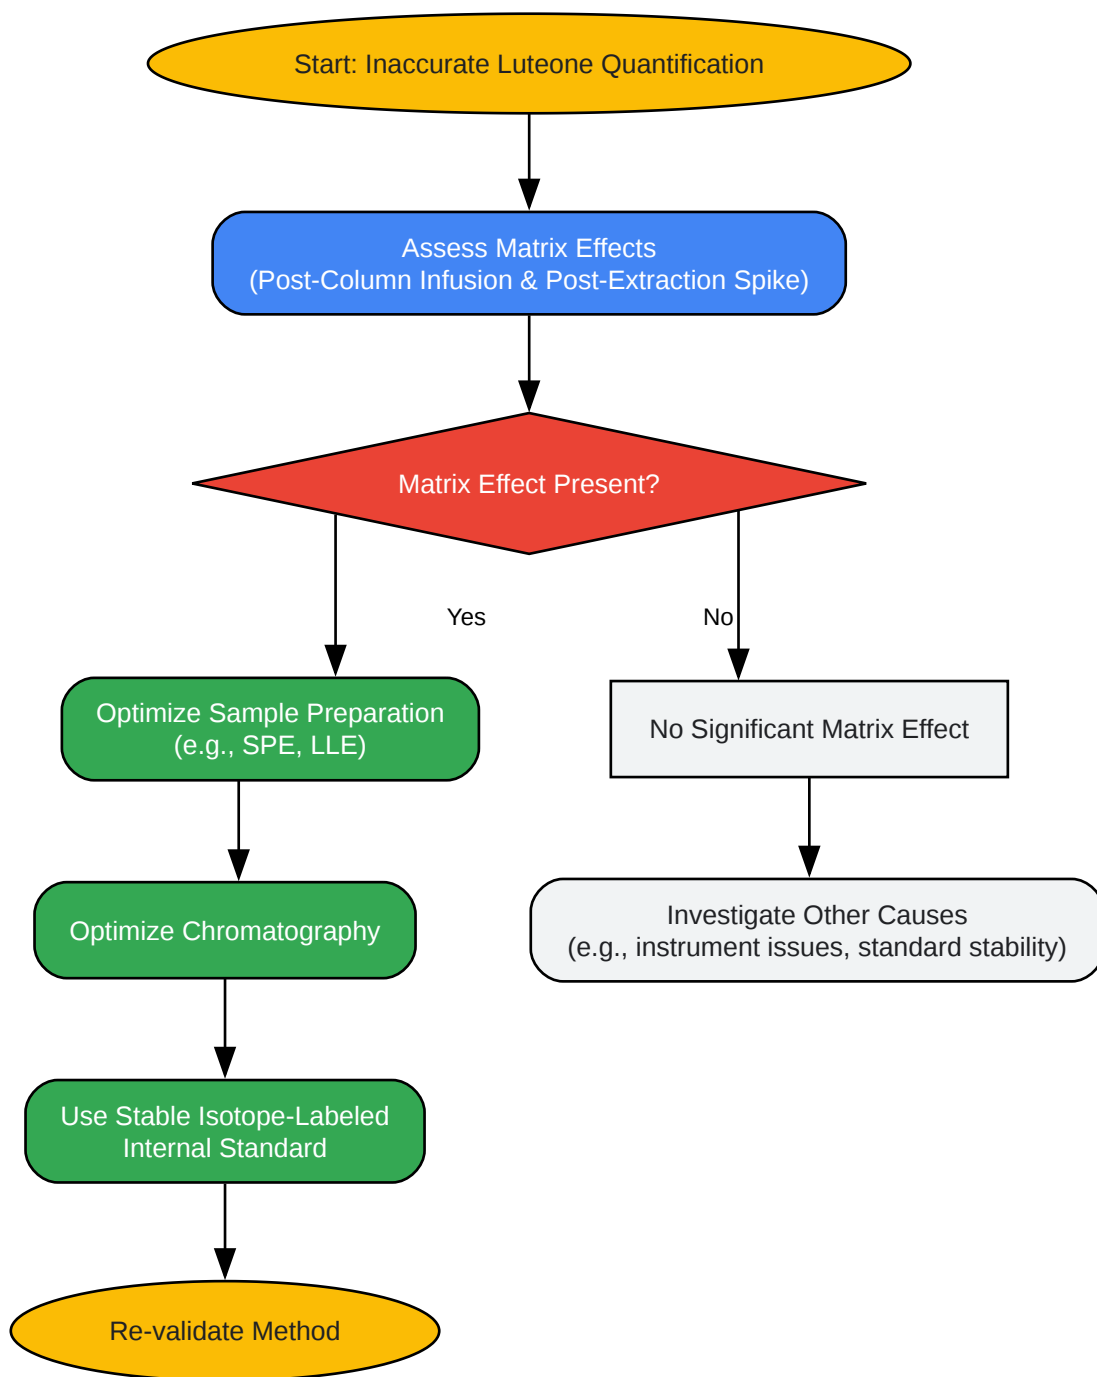 Start: Inaccurate Luteone Quantification
Assess Matrix Effects
(Post-Column Infusion & Post-Extraction Spike)
Matrix Effect Present?
Yes
No
Optimize Sample Preparation
(e.g., SPE, LLE)
No Significant Matrix Effect
Optimize Chromatography
Investigate Other Causes
(e.g., instrument issues, standard stability)
Use Stable Isotope-Labeled
Internal Standard
Re-validate Method